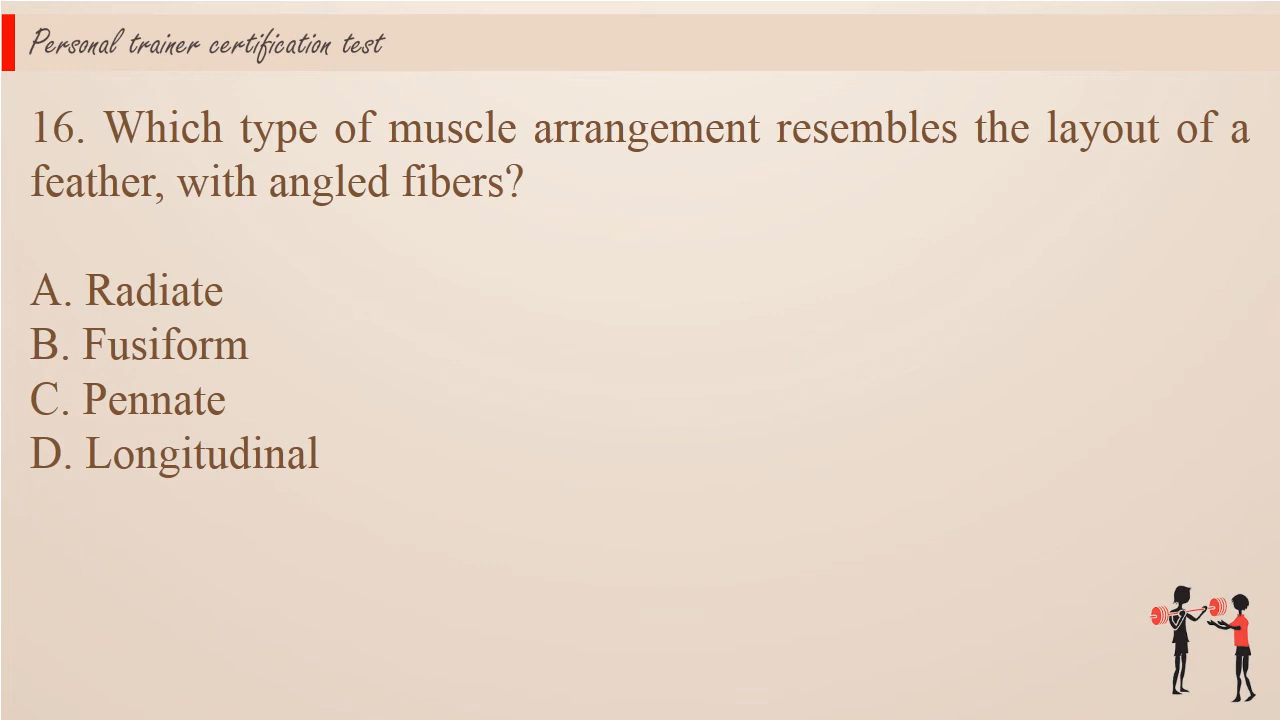 Personal trainer certification test
16. Which type of muscle arrangement resembles the layout of a
feather, with angled fibers?
A. Radiate
B. Fusiform
C. Pennate
D. Longitudinal